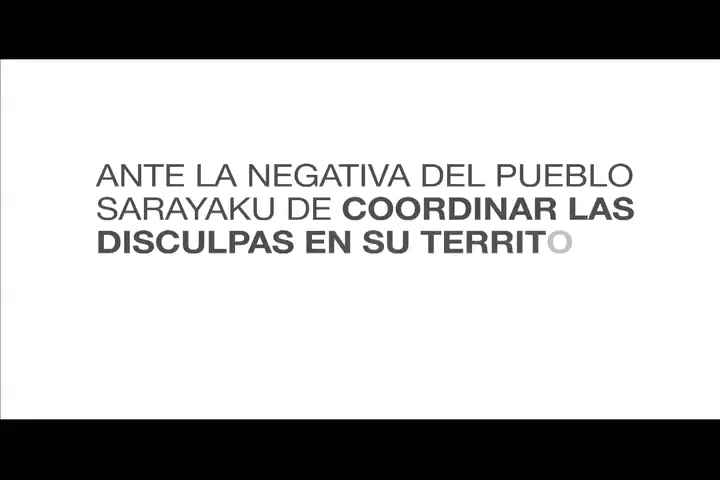 ANTE LA NEGATIVA DEL PUEBLO
SARAYAKU DE COORDINAR LAS
DISCULPAS EN SU TERRITO